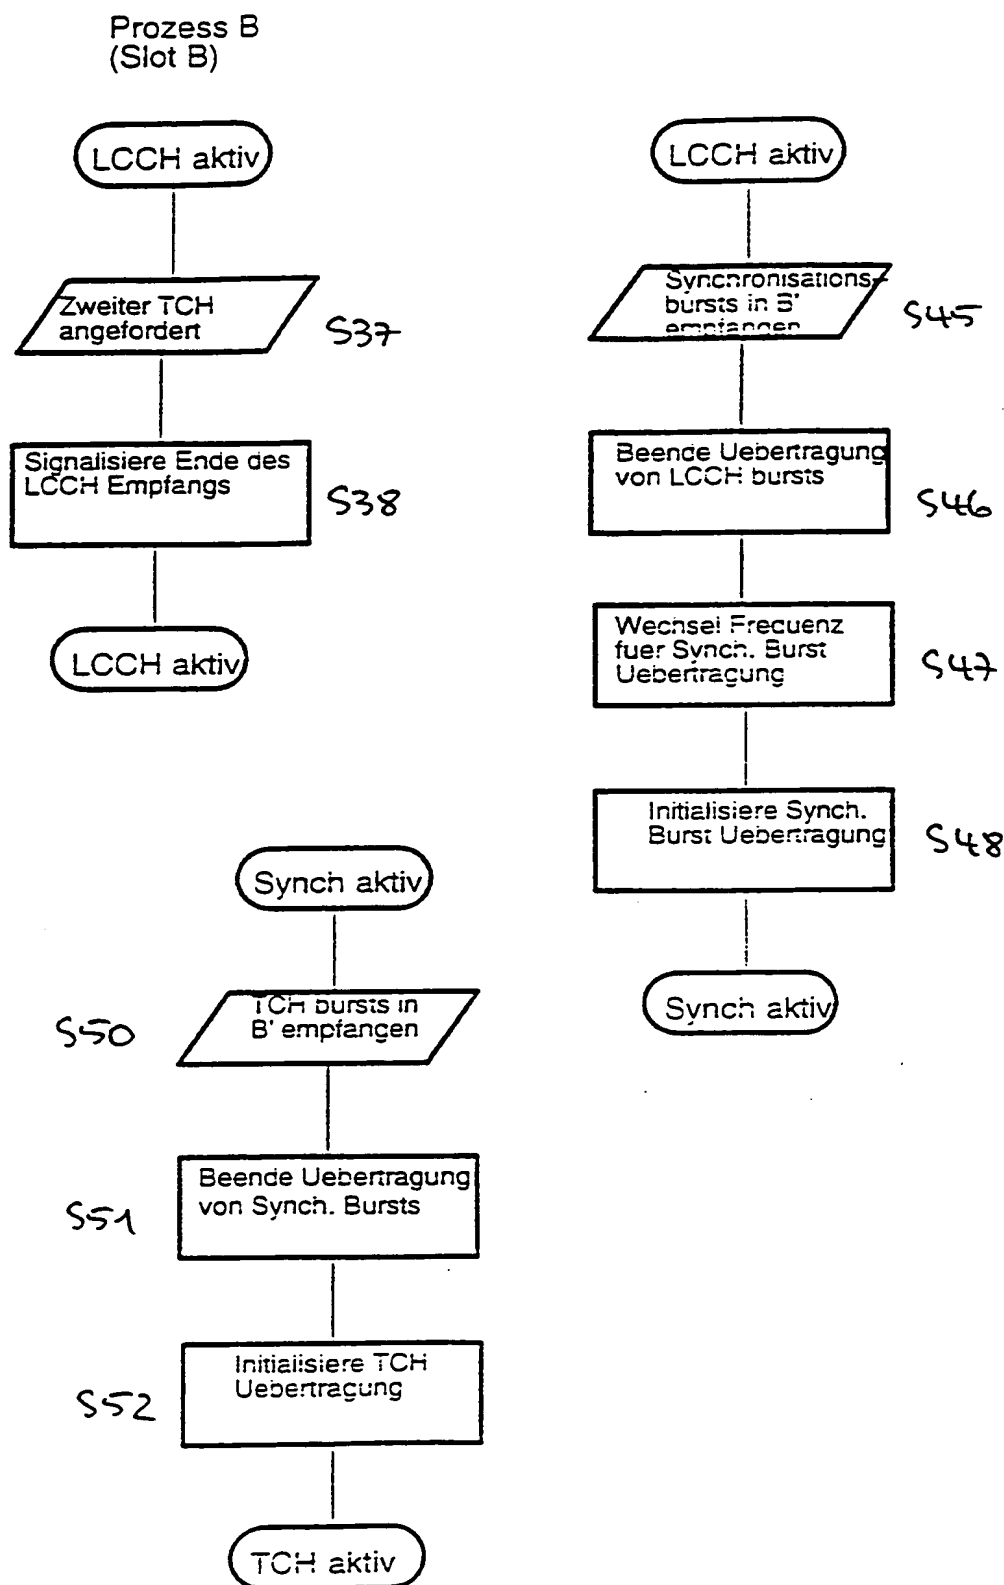 Prozess B
(Slot B)
LCCH aktiv
Zweiter TCH
angefordert
S37
Signalisiere Ende des
LCCH Empfangs
S38
LCCH aktiv
LCCH aktiv
Synchronisations-
bursts in B'
empfangen
S45
Beende Uebertragung
von LCCH bursts
S46
Wechsel Frequenz
fuer Synch. Burst
Uebertragung
S47
Initialisiere Synch.
Burst Uebertragung
S48
Synch aktiv
Synch aktiv
TCH bursts in
B' empfangen
S50
Beende Uebertragung
von Synch. Bursts
S51
Initialisiere TCH
Uebertragung
S52
TCH aktiv